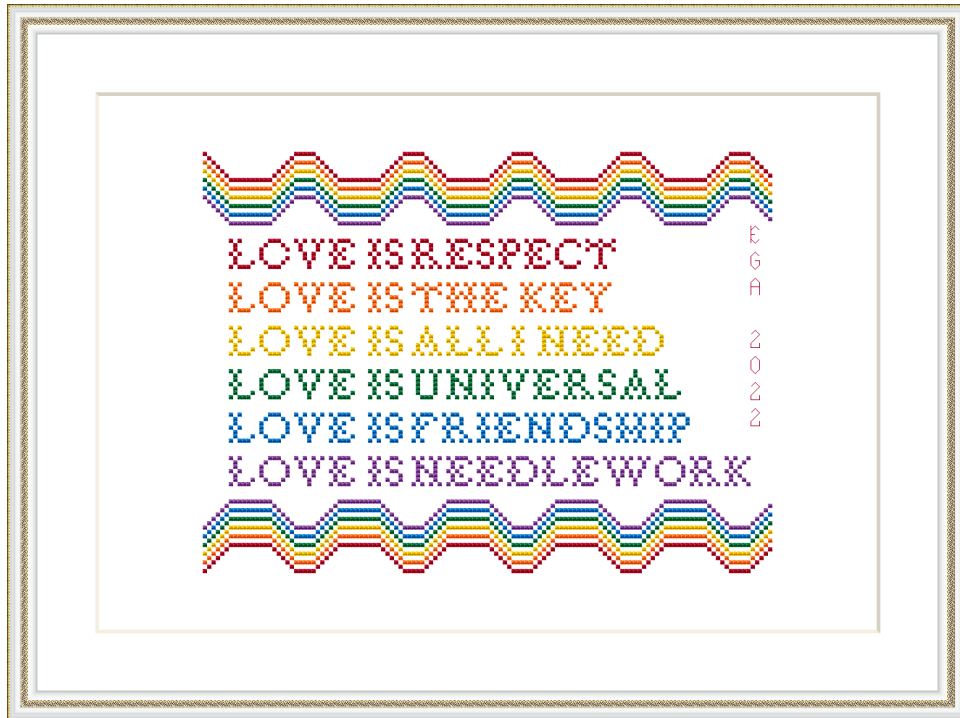 LOVE IS RESPECT
LOVE IS THE KEY
LOVE IS ALL I NEED
LOVE IS UNIVERSAL
LOVE IS FRIENDSHIP
LOVE IS NEEDLEWORK
EGA 2022